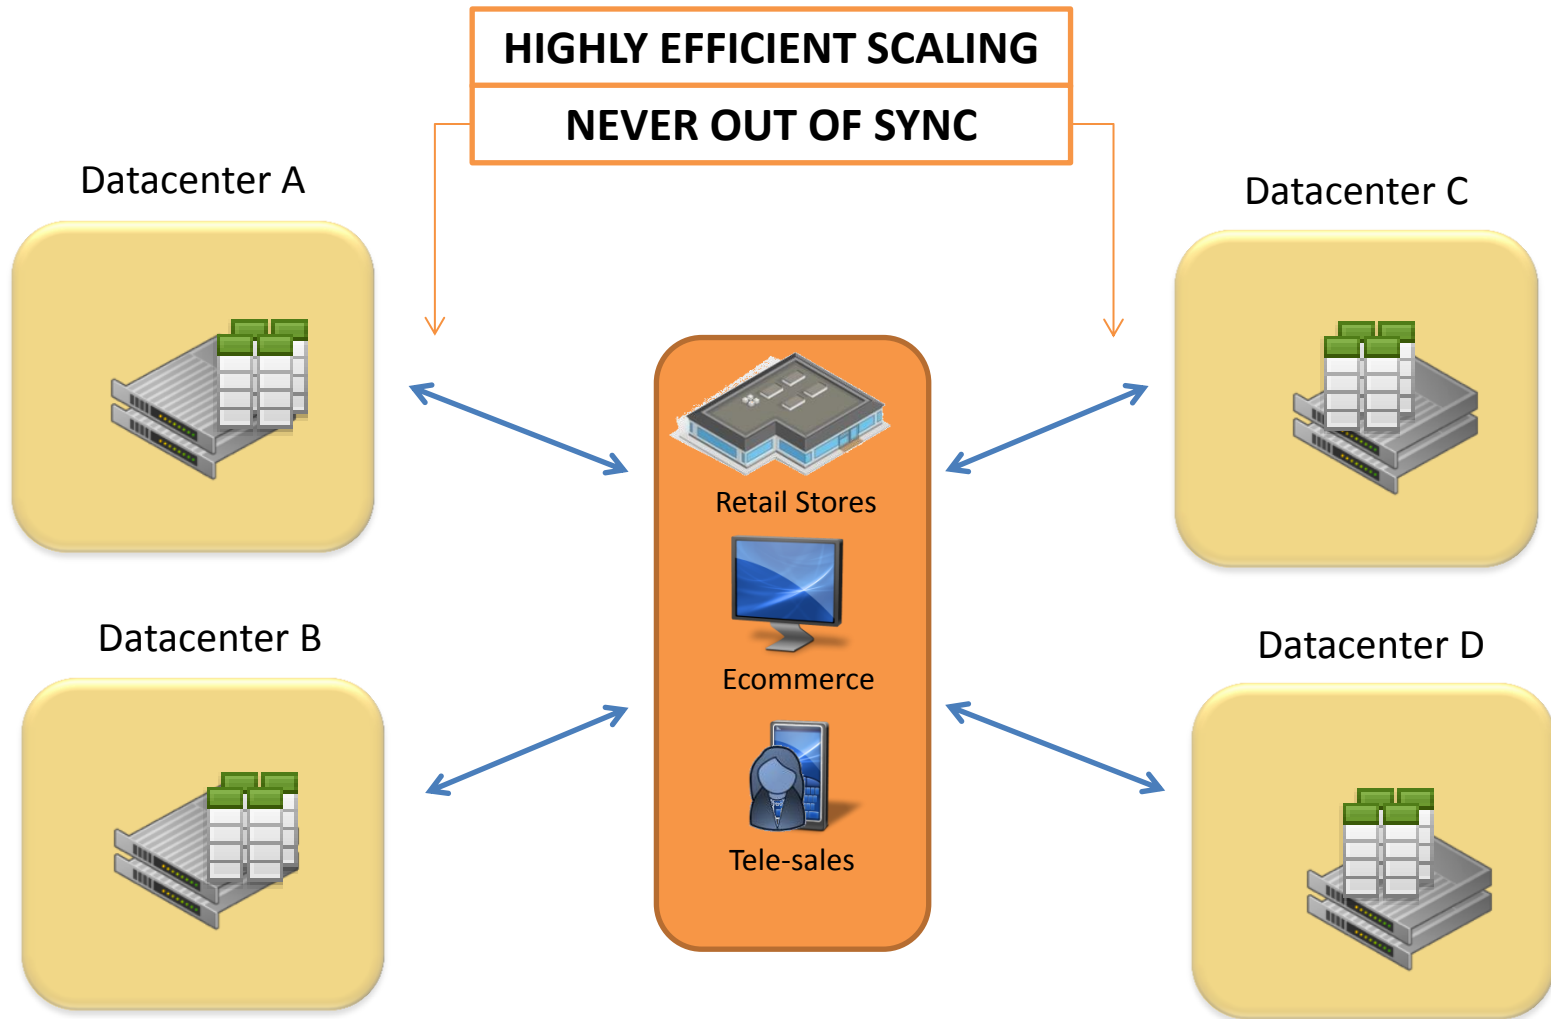 HIGHLY EFFICIENT SCALING
NEVER OUT OF SYNC
Datacenter A
Datacenter C
Retail Stores
Ecommerce
Datacenter B
Datacenter D
Tele-sales